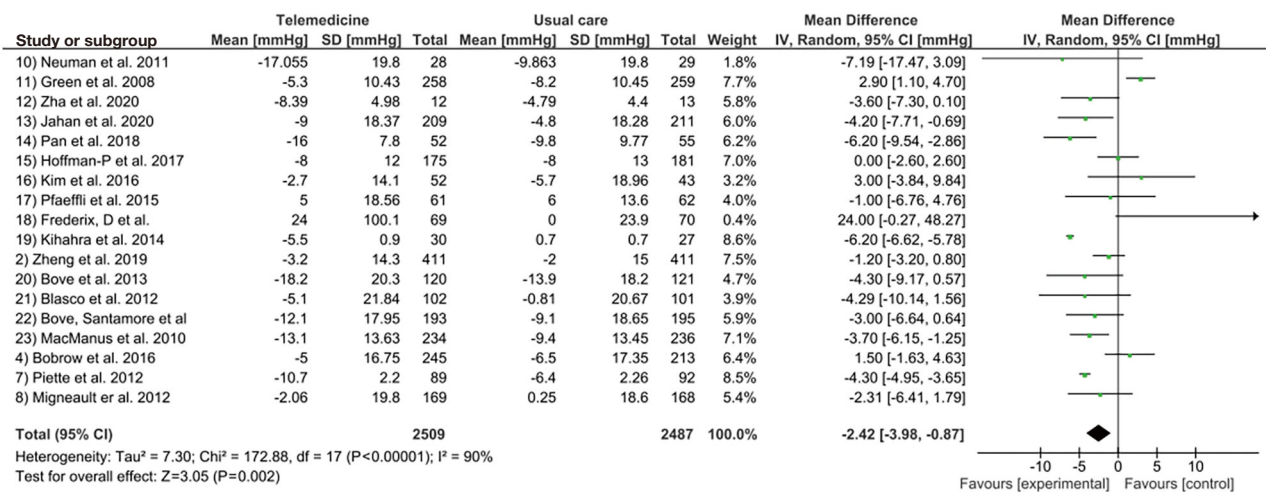 Telemedicine Usual care Mean Difference Mean Difference
Study or subgroup Mean [mmHg] SD [mmHg] Total Mean [mmHg] SD [mmHg] Total Weight IV, Random, 95% CI [mmHg] IV, Random, 95% CI [mmHg]
10) Neuman et al. 2011 -17.055 19.8 28 -9.863 19.8 29 1.8% -7.19 [-17.47, 3.09]
11) Green et al. 2008 -5.3 10.43 258 -8.2 10.45 259 7.7% 2.90 [1.10, 4.70]
12) Zha et al. 2020 -8.39 4.98 12 -4.79 4.4 13 5.8% -3.60 [-7.30, 0.10]
13) Jahan et al. 2020 -9 18.37 209 -4.8 18.28 211 6.1% -4.20 [-7.71, -0.69]
14) Pan et al. 2018 -16 7.8 52 -9.8 9.77 55 6.2% -6.20 [-9.54, -2.86]
15) Hoffman-P et al. 2017 -8 12 175 -8 13 181 7.0% 0.00 [-2.60, 2.60]
16) Kim et al. 2016 -2.7 14.1 52 -5.7 18.96 43 3.2% 3.00 [-3.84, 9.84]
17) Pfaeffli et al. 2015 5 18.56 61 6 13.6 62 3.9% -1.00 [-6.76, 4.76]
18) Frederix, D et al. 24 100.1 69 0 23.9 70 0.4% 24.00 [-0.27, 48.27]
19) Kihahra et al. 2014 -5.5 0.9 30 0.7 0.7 27 8.6% -6.20 [-6.62, -5.78]
2) Zheng et al. 2019 -3.2 14.3 411 -2 15 411 7.5% -1.20 [-3.20, 0.80]
20) Bove et al. 2013 -18.2 20.3 120 -13.9 18.2 121 4.7% -4.30 [-9.17, 0.57]
21) Blasco et al. 2012 -5.1 21.84 102 -0.81 20.67 101 3.9% -4.29 [-10.14, 1.56]
22) Bove, Santamore et al -12.1 17.95 193 -9.1 18.65 195 5.9% -3.00 [-6.64, 0.64]
23) MacManus et al. 2010 -13.1 13.63 234 -9.4 13.45 236 7.1% -3.70 [-6.15, -1.25]
4) Bobrow et al. 2016 -5 16.75 245 -6.5 17.35 213 6.4% 1.50 [-1.63, 4.63]
7) Piette et al. 2012 -10.7 2.2 89 -6.4 2.26 92 8.5% -4.30 [-4.95, -3.65]
8) Migneault er al. 2012 -2.06 19.8 169 0.25 18.6 168 5.4% -2.31 [-6.41, 1.79]
Total (95% CI) 2509 2487 100.0% -2.42 [-3.98, -0.87]
Heterogeneity: Tau² = 7.30; Chi² = 172.88, df = 17 (P<0.00001); I² = 90%
Test for overall effect: Z=3.05 (P=0.002)
-10 -5 0 5 10
Favours [experimental] Favours [control]